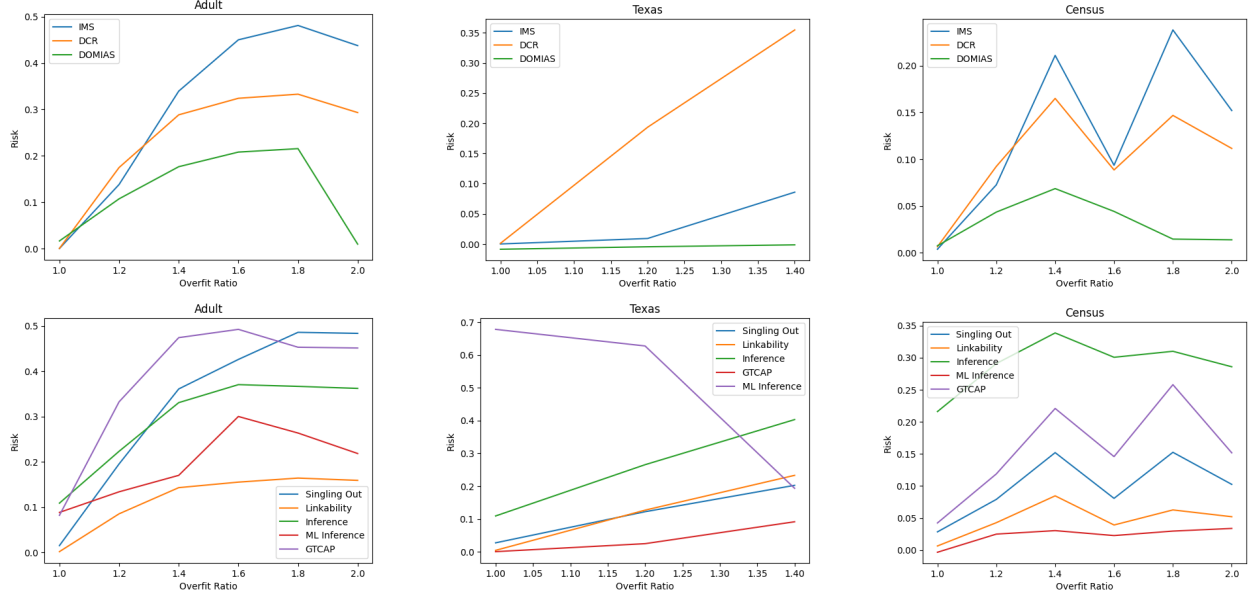 Adult
IMS
DCR
DOMIAS
Risk
0.5
0.4
0.3
0.2
0.1
0.0
1.0 1.2 1.4 1.6 1.8 2.0
Overfit Ratio
Texas
IMS
DCR
DOMIAS
Risk
0.35
0.30
0.25
0.20
0.15
0.10
0.05
0.00
1.00 1.05 1.10 1.15 1.20 1.25 1.30 1.35 1.40
Overfit Ratio
Census
IMS
DCR
DOMIAS
Risk
0.20
0.15
0.10
0.05
0.00
1.0 1.2 1.4 1.6 1.8 2.0
Overfit Ratio
Adult
Risk
0.5
0.4
0.3
0.2
0.1
0.0
Singling Out
Linkability
Inference
ML Inference
GTCAP
1.0 1.2 1.4 1.6 1.8 2.0
Overfit Ratio
Texas
Singling Out
Linkability
Inference
GTCAP
ML Inference
Risk
0.7
0.6
0.5
0.4
0.3
0.2
0.1
0.0
1.00 1.05 1.10 1.15 1.20 1.25 1.30 1.35 1.40
Overfit Ratio
Census
Singling Out
Linkability
Inference
ML Inference
GTCAP
Risk
0.35
0.30
0.25
0.20
0.15
0.10
0.05
0.00
1.0 1.2 1.4 1.6 1.8 2.0
Overfit Ratio